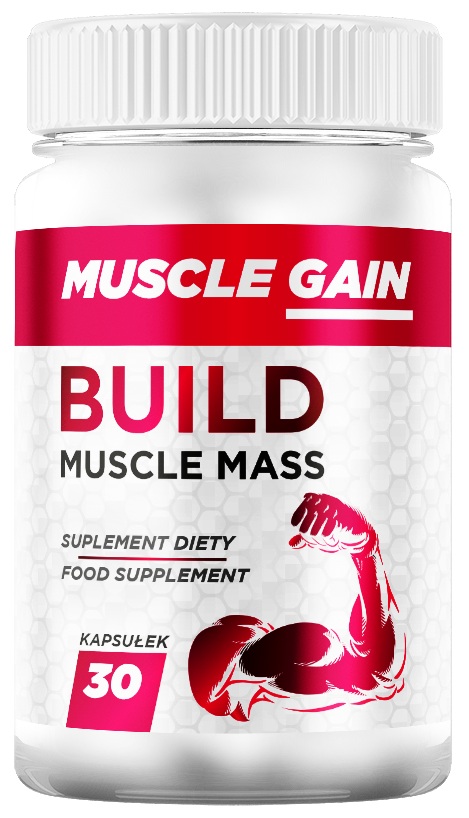 MUSCLE GAIN
BUILD
MUSCLE MASS
SUPLEMENT DIETY
FOOD SUPPLEMENT
KAPSUŁEK
30